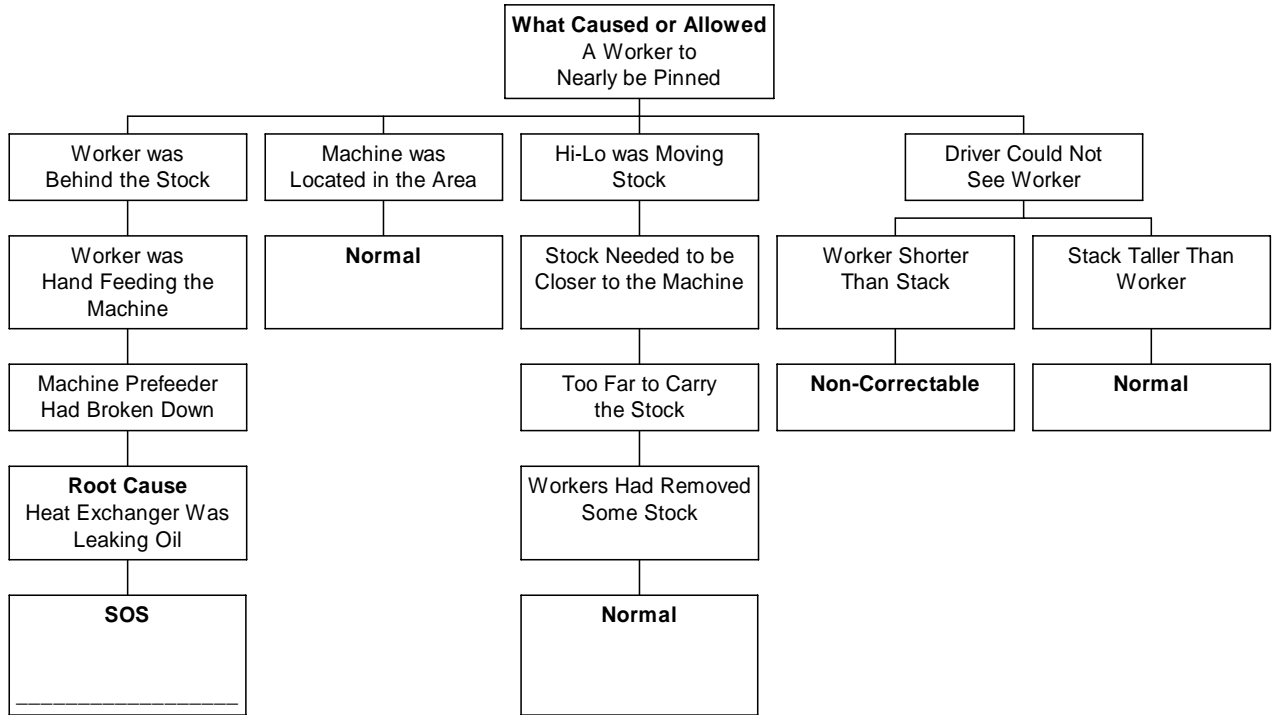 What Caused or Allowed
A Worker to
Nearly be Pinned
Worker was
Behind the Stock
Machine was
Located in the Area
Hi-Lo was Moving
Stock
Driver Could Not
See Worker
Worker was
Hand Feeding the
Machine
Normal
Stock Needed to be
Closer to the Machine
Worker Shorter
Than Stack
Stack Taller Than
Worker
Machine Prefeeder
Had Broken Down
Too Far to Carry
the Stock
Non-Correctable
Normal
Root Cause
Heat Exchanger Was
Leaking Oil
Workers Had Removed
Some Stock
SOS
__________________
Normal